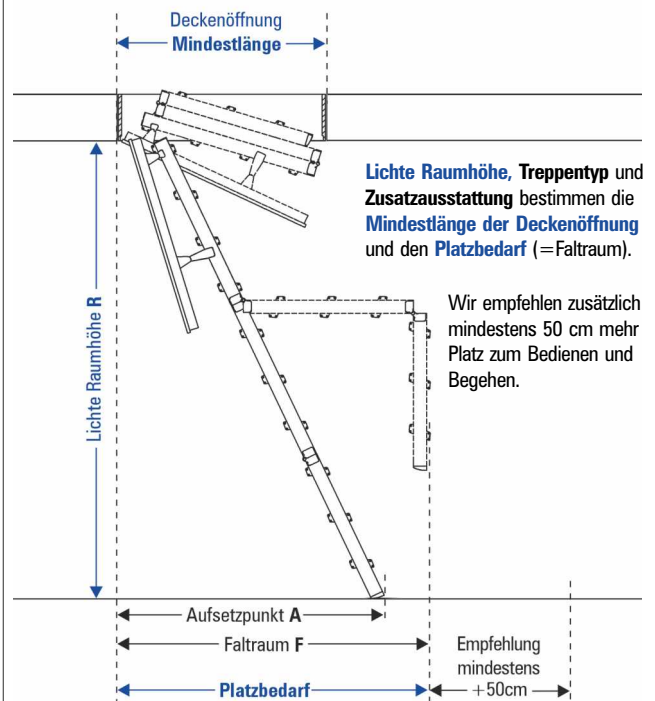 Deckenöffnung
Mindestlänge
Lichte Raumhöhe, Treppentyp und
Zusatzausstattung bestimmen die
Mindestlänge der Deckenöffnung
und den Platzbedarf (=Faltraum).
Wir empfehlen zusätzlich
mindestens 50 cm mehr
Platz zum Bedienen und
Begehen.
Lichte Raumhöhe R
Aufsetzpunkt A
Faltraum F
Platzbedarf
Empfehlung
mindestens
+50cm